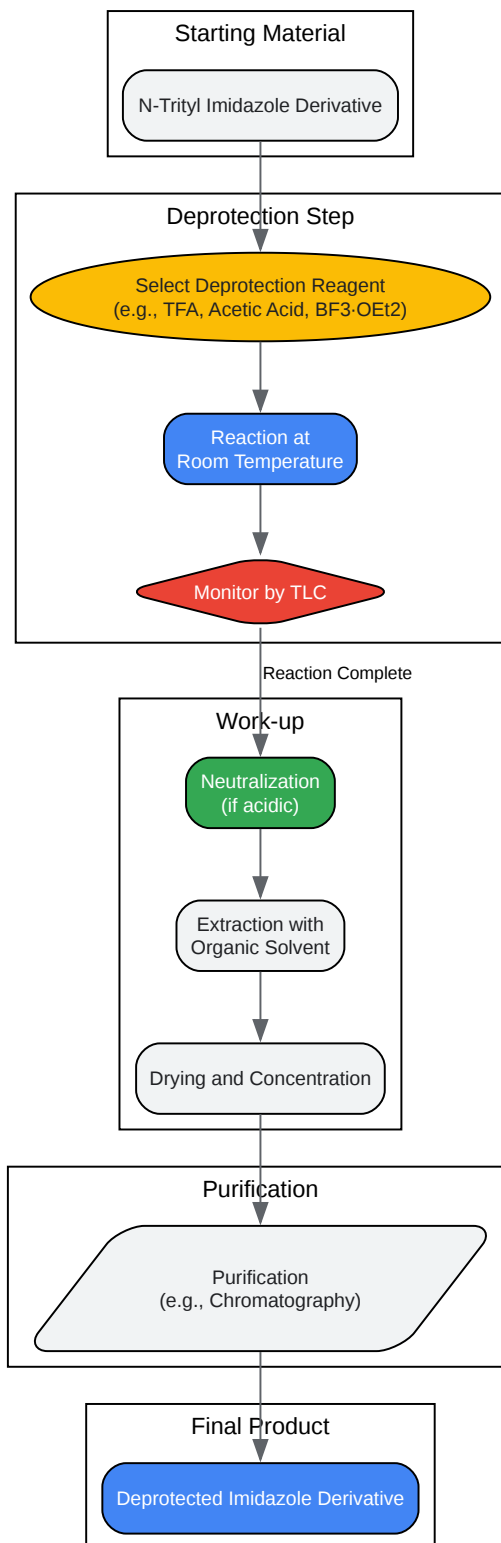 Starting Material
N-Trityl Imidazole Derivative
Deprotection Step
Select Deprotection Reagent
(e.g., TFA, Acetic Acid, BF3·OEt2)
Reaction at
Room Temperature
Monitor by TLC
Reaction Complete
Work-up
Neutralization
(if acidic)
Extraction with
Organic Solvent
Drying and Concentration
Purification
Purification
(e.g., Chromatography)
Final Product
Deprotected Imidazole Derivative